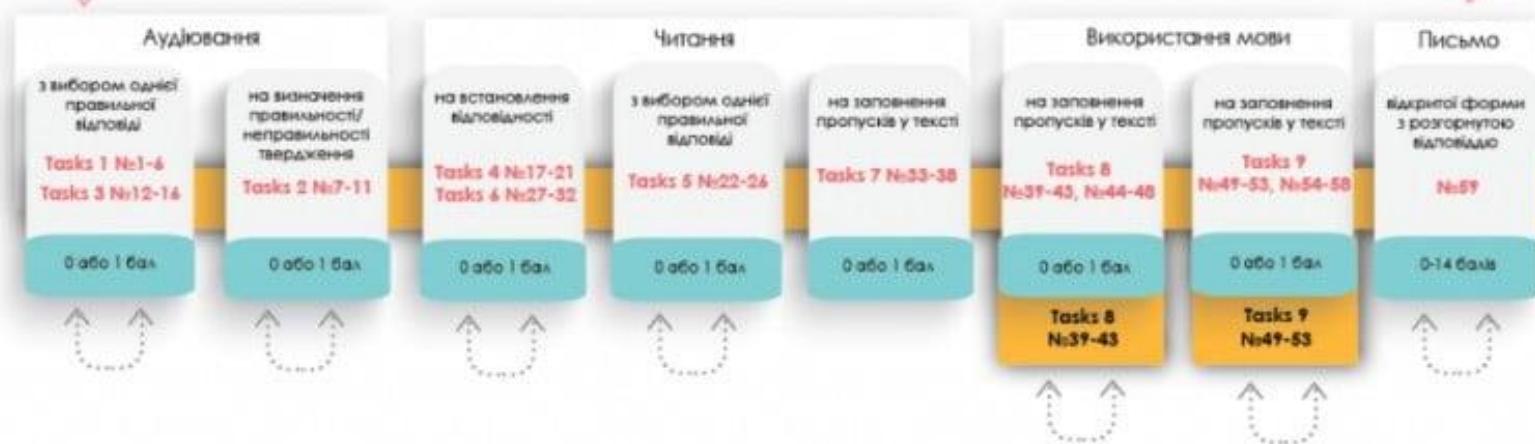 Аудіювання
з вибором однієї
правильної
відповіді
Tasks 1 №1-6
Tasks 3 №12-16
0 або 1 бал
на визначення
правильності/
неправильності
твердження
Tasks 2 №7-11
0 або 1 бал
Читання
на встановлення
відповідності
Tasks 4 №17-21
Tasks 6 №27-32
0 або 1 бал
з вибором однієї
правильної
відповіді
Tasks 5 №22-26
0 або 1 бал
на заповнення
пропусків у тексті
Tasks 7 №33-38
0 або 1 бал
Використання мови
на заповнення
пропусків у тексті
Tasks 8
№39-43, №44-48
0 або 1 бал
Tasks 8
№39-43
на заповнення
пропусків у тексті
Tasks 9
№49-53, №54-58
0 або 1 бал
Tasks 9
№49-53
Письмо
відкритої форми
з розгорнутою
відповіддю
№59
0-14 балів